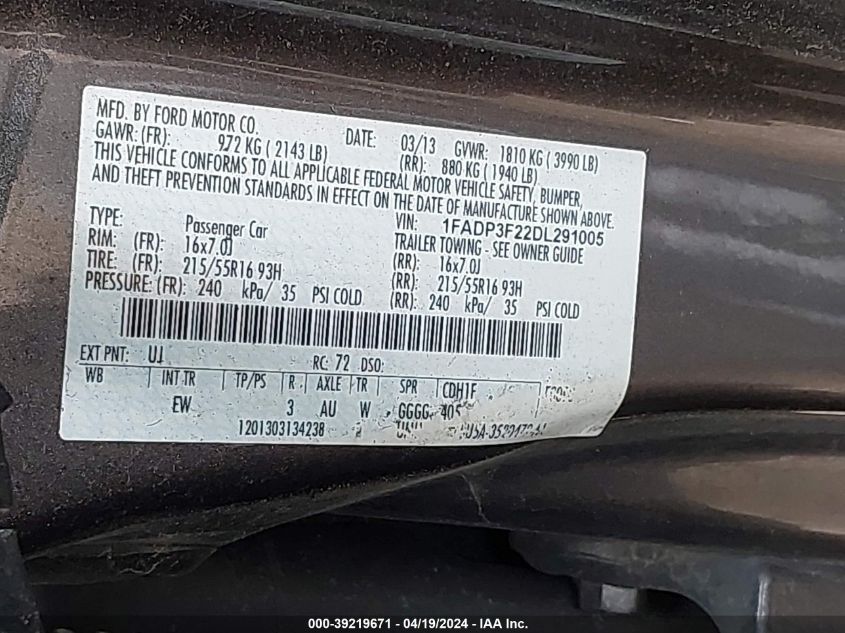 MFD. BY FORD MOTOR CO. DATE: 03/13 GVWR: 1810 KG ( 3990 LB)
GAWR: (FR): 972 KG ( 2143 LB) (RR): 880 KG ( 1940 LB)
THIS VEHICLE CONFORMS TO ALL APPLICABLE FEDERAL MOTOR VEHICLE SAFETY, BUMPER,
AND THEFT PREVENTION STANDARDS IN EFFECT ON THE DATE OF MANUFACTURE SHOWN ABOVE.
VIN: 1FADP3F22DL291005
TYPE: Passenger Car TRAILER TOWING - SEE OWNER GUIDE
RIM: (FR): 16x7.0J (RR): 16x7.0J
TIRE: (FR): 215/55R16 93H (RR): 215/55R16 93H
PRESSURE: (FR): 240 kPa/ 35 PSI COLD (RR): 240 kPa/ 35 PSI COLD
EXT PNT: UJ RC: 72 DSO:
WB INT TR TP/PS R AXLE TR SPR CDH1F
EW 3 AU W GGGG 405
1201303134238
000-39219671 - 04/19/2024 - IAA Inc.